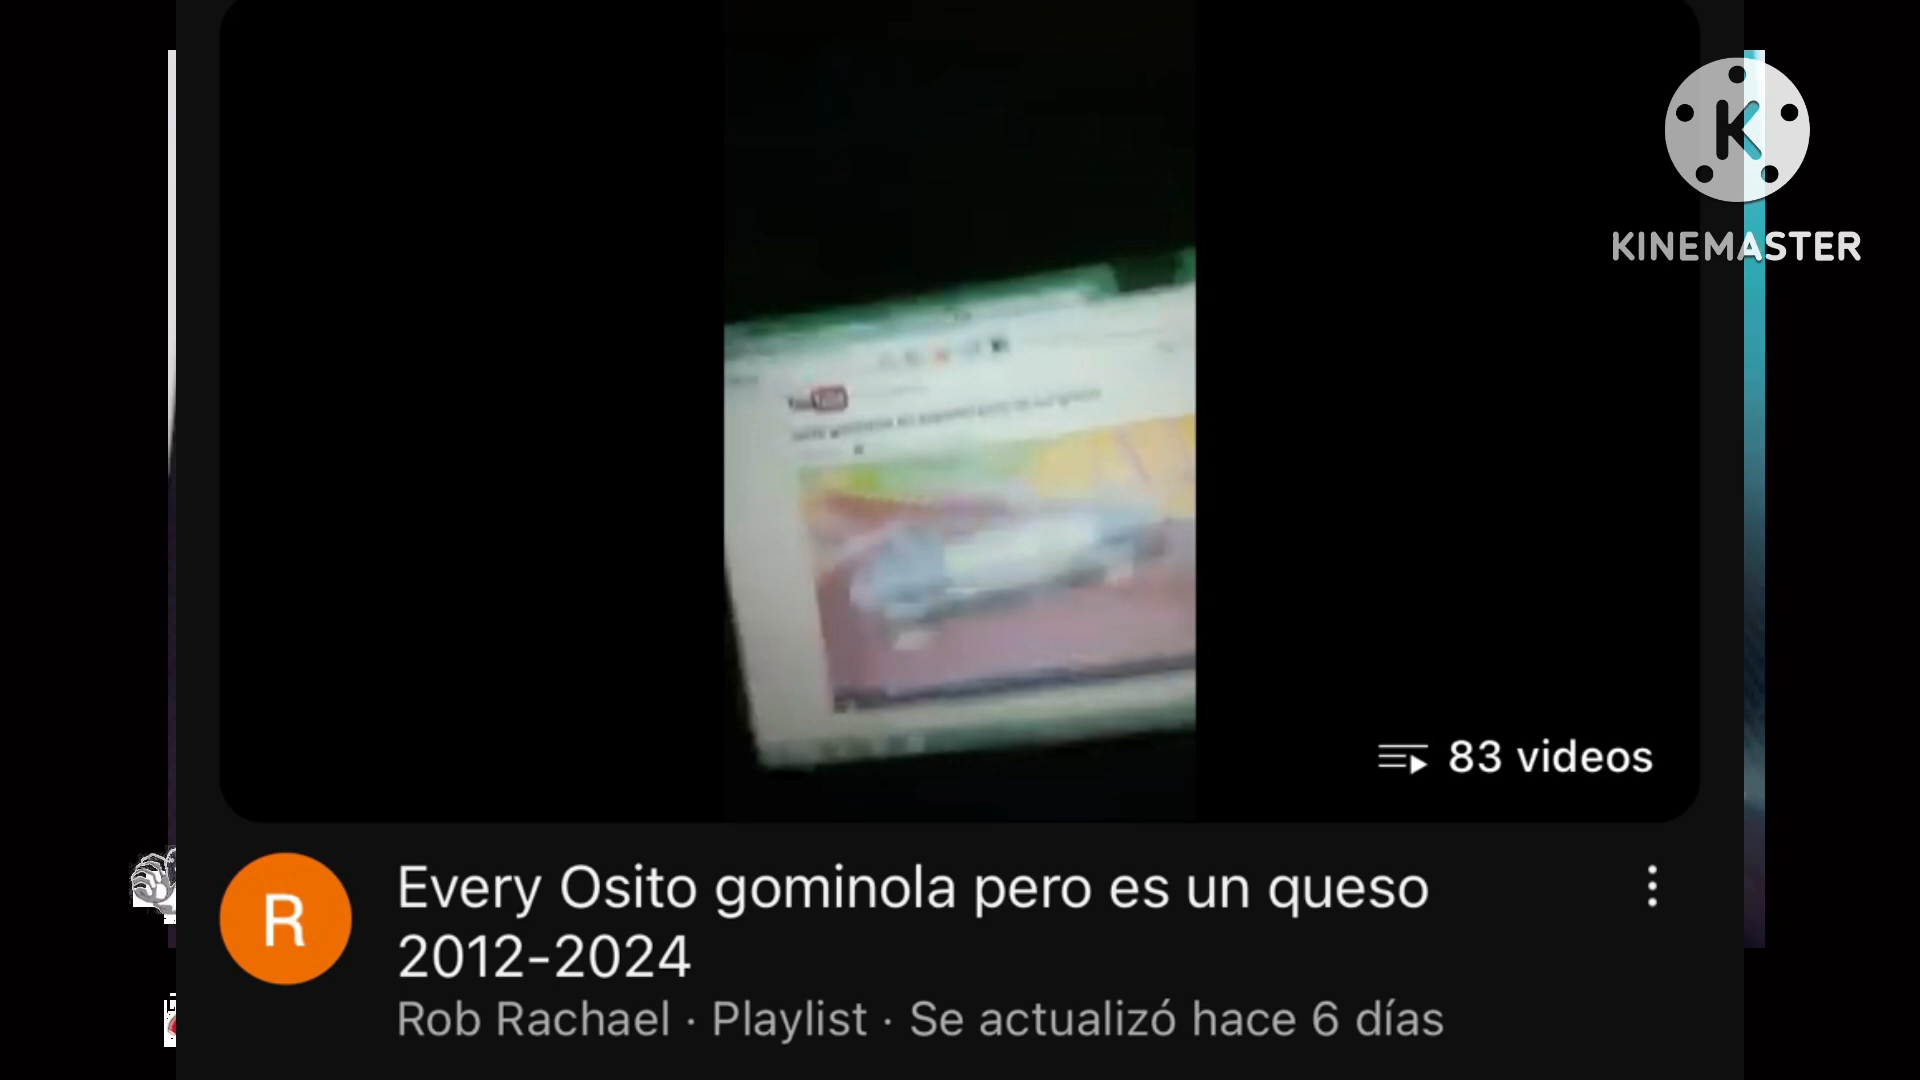 KINEMASTER
YouTube
83 videos
R
Every Osito gominola pero es un queso
2012-2024
Rob Rachael · Playlist · Se actualizó hace 6 días